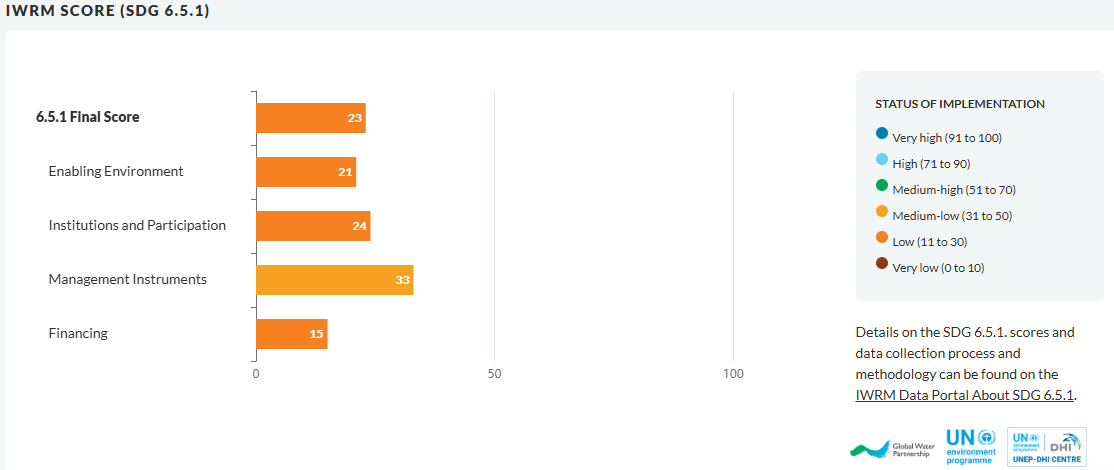 IWRM SCORE (SDG 6.5.1)
6.5.1 Final Score
23
Enabling Environment
21
Institutions and Participation
24
Management Instruments
33
Financing
15
0
50
100
STATUS OF IMPLEMENTATION
Very high (91 to 100)
High (71 to 90)
Medium-high (51 to 70)
Medium-low (31 to 50)
Low (11 to 30)
Very low (0 to 10)
Details on the SDG 6.5.1. scores and
data collection process and
methodology can be found on the
IWRM Data Portal About SDG 6.5.1.
Global Water
Partnership
UN
environment
programme
UN
environment
programme
DHI
UNEP-DHI CENTRE